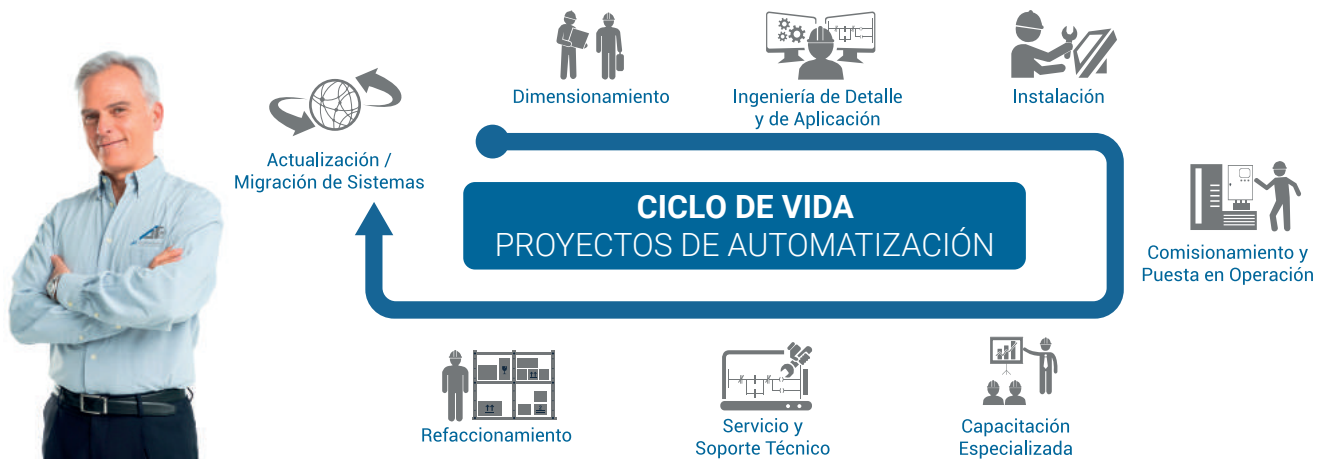 Dimensionamiento
Ingeniería de Detalle
y de Aplicación
Instalación
Actualización /
Migración de Sistemas
CICLO DE VIDA
PROYECTOS DE AUTOMATIZACIÓN
Comisionamiento y
Puesta en Operación
Refaccionamiento
Servicio y
Soporte Técnico
Capacitación
Especializada